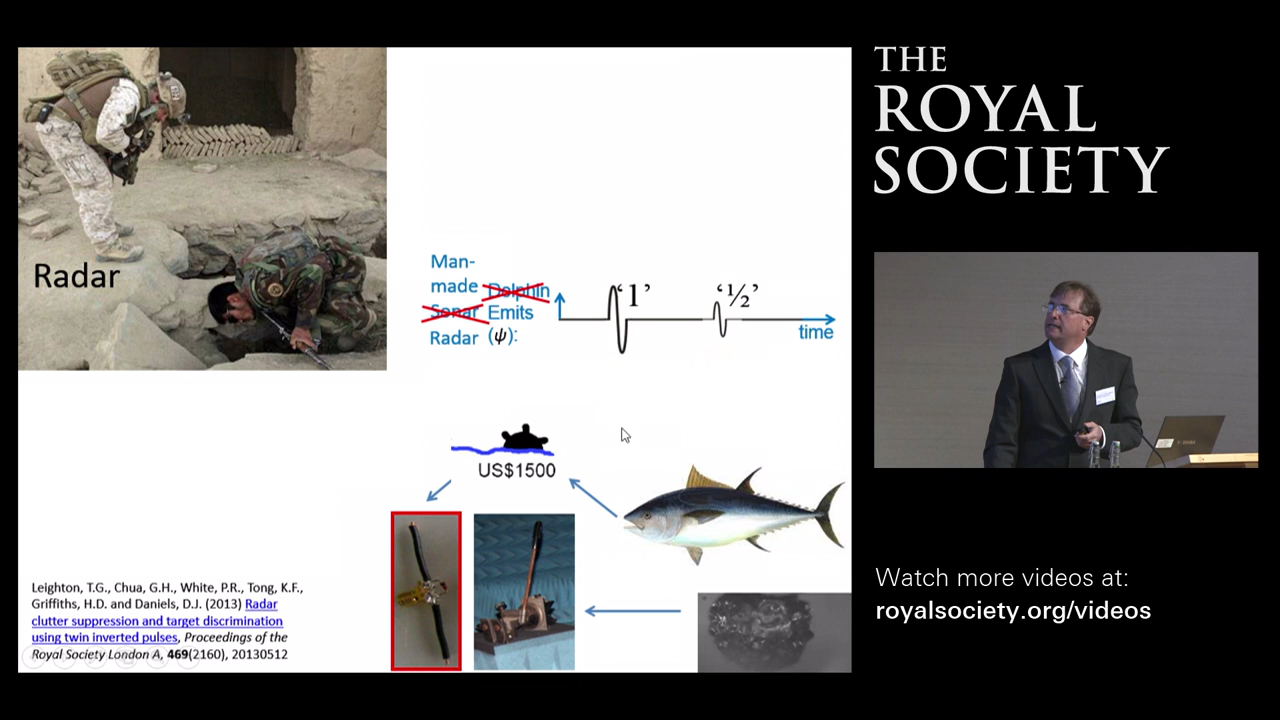 Radar
Man-
made Dolphin
Sonar Emits
Radar (ψ):
‘1’
‘½’
time
US$1500
Leighton, T.G., Chua, G.H., White, P.R., Tong, K.F.,
Griffiths, H.D. and Daniels, D.J. (2013) Radar
clutter suppression and target discrimination
using twin inverted pulses, Proceedings of the
Royal Society London A, 469(2160), 20130512
THE
ROYAL
SOCIETY
Watch more videos at:
royalsociety.org/videos